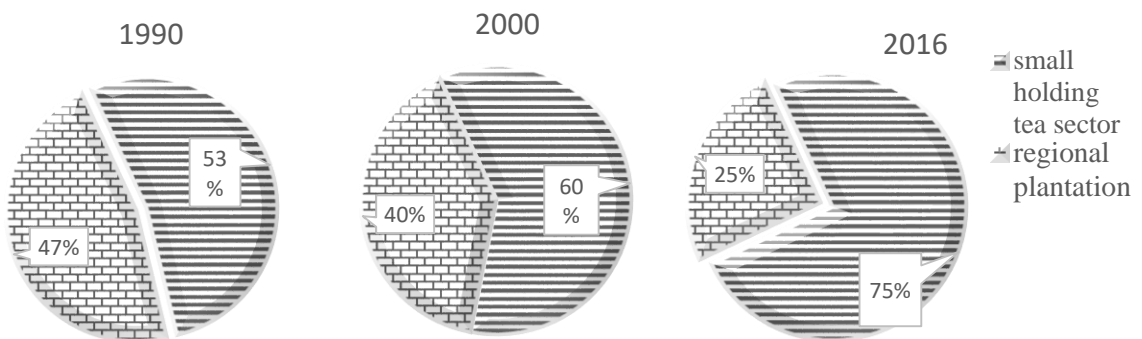 1990
2000
2016
53
%
47%
60
%
40%
25%
75%
small
holding
tea sector
regional
plantation